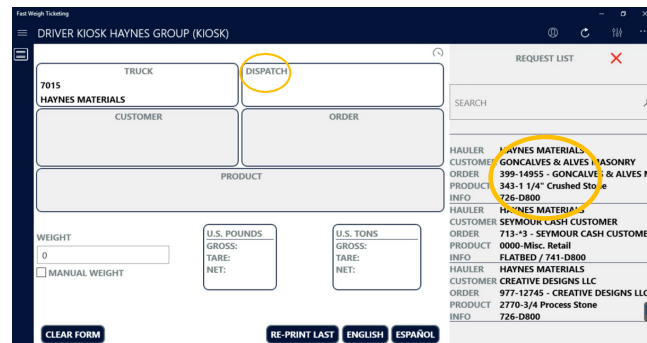 Fast Weigh Ticketing
DRIVER KIOSK HAYNES GROUP (KIOSK)
TRUCK
7015
HAYNES MATERIALS
DISPATCH
CUSTOMER
ORDER
PRODUCT
WEIGHT
0
MANUAL WEIGHT
U.S. POUNDS
GROSS:
TARE:
NET:
U.S. TONS
GROSS:
TARE:
NET:
CLEAR FORM
RE-PRINT LAST
ENGLISH
ESPAÑOL
REQUEST LIST
SEARCH
HAULER HAYNES MATERIALS
CUSTOMER GONCALVES & ALVES MASONRY
ORDER 399-14955 - GONCALVES & ALVES M
PRODUCT 343-1 1/4" Crushed Stone
INFO 726-D800
HAULER HAYNES MATERIALS
CUSTOMER SEYMOUR CASH CUSTOMER
ORDER 713-*3 - SEYMOUR CASH CUSTOME
PRODUCT 0000-Misc. Retail
INFO FLATBED / 741-D800
HAULER HAYNES MATERIALS
CUSTOMER CREATIVE DESIGNS LLC
ORDER 977-12745 - CREATIVE DESIGNS LLC
PRODUCT 2770-3/4 Process Stone
INFO 726-D800